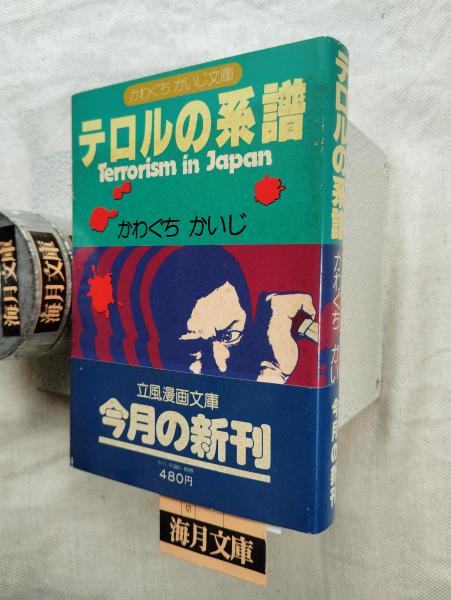 かわぐち かいじ文庫
テロルの系譜
Terrorism in Japan
かわぐち かいじ
立風漫画文庫
今月の新刊
480円
テロルの系譜
かわぐち かい
今月の新刊
海月文庫
海月文庫
切
海月文庫